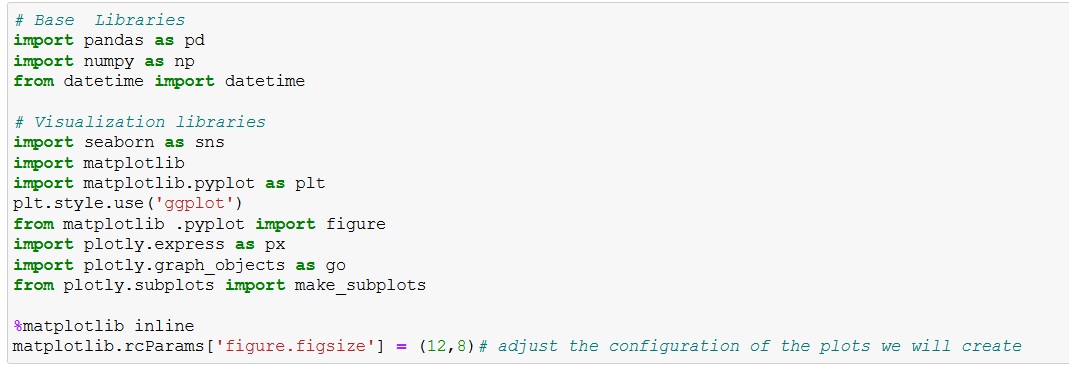 # Base  Libraries
import pandas as pd
import numpy as np
from datetime import datetime
# Visualization libraries
import seaborn as sns
import matplotlib
import matplotlib.pyplot as plt
plt.style.use('ggplot')
from matplotlib .pyplot import figure
import plotly.express as px
import plotly.graph_objects as go
from plotly.subplots import make_subplots
%matplotlib inline
matplotlib.rcParams['figure.figsize'] = (12,8)# adjust the configuration of the plots we will create